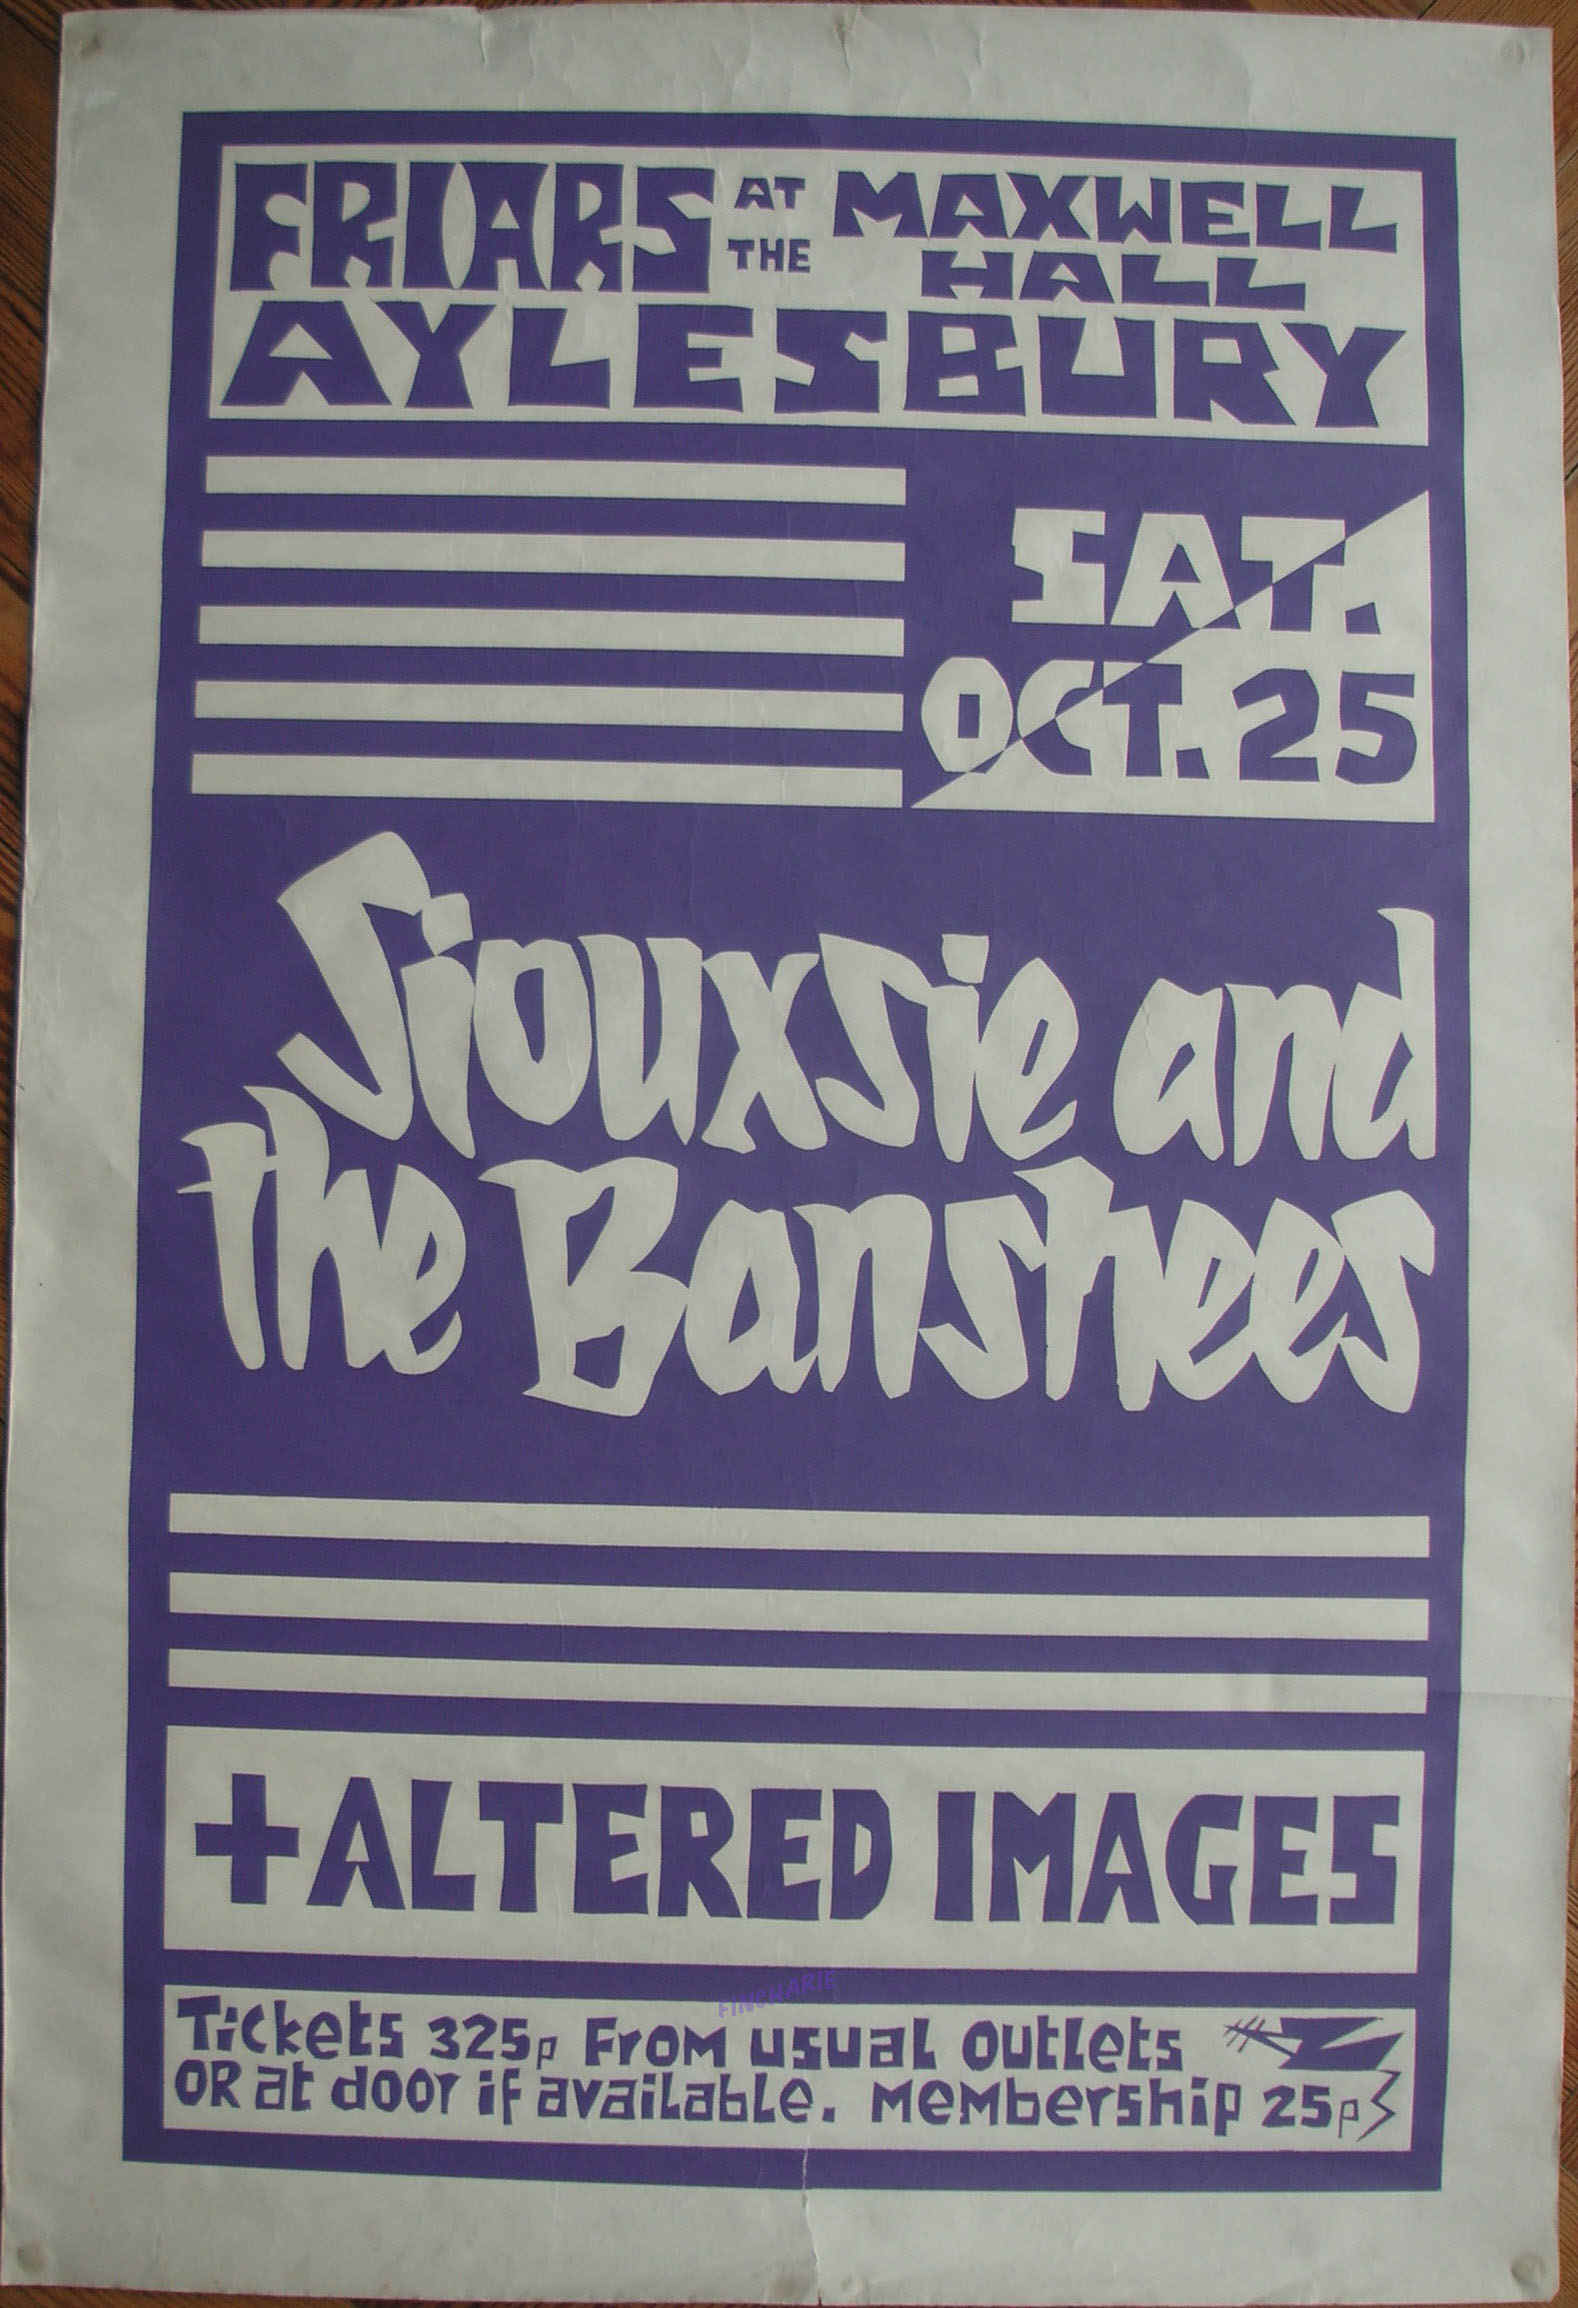 FRIARS AT THE MAXWELL HALL
AYLESBURY
SAT.
OCT. 25
Siouxsie and
the Banshees
+ALTERED IMAGES
Tickets 325p From usual outlets
OR at door if available. Membership 25p